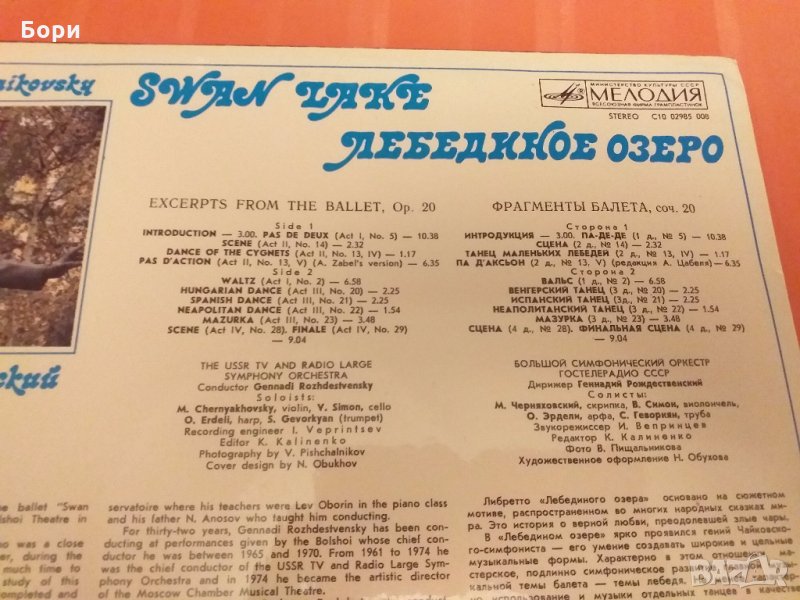 Бори
aikovsky
SWAN LAKE
ЛЕБЕДИНОЕ ОЗЕРО
МИНИСТЕРСТВО КУЛЬТУРЫ СССР
МЕЛОДИЯ
ВСЕСОЮЗНАЯ ФИРМА ГРАМПЛАСТИНОК
STEREO С10 02985 008
EXCERPTS FROM THE BALLET, Op. 20
Side 1
INTRODUCTION — 3.00. PAS DE DEUX (Act I, No. 5) — 10.38
SCENE (Act II, No. 14) — 2.32
DANCE OF THE CYGNETS (Act II, No. 13, IV) — 1.17
PAS D'ACTION (Act II, No. 13, V) (A. Zabel's version) — 6.35
Side 2
WALTZ (Act I, No. 2) — 6.58
HUNGARIAN DANCE (Act III, No. 20) — 2.25
SPANISH DANCE (Act III, No. 21) — 2.25
NEAPOLITAN DANCE (Act III, No. 22) — 1.54
MAZURKA (Act III, No. 23) — 3.48
SCENE (Act IV, No. 28). FINALE (Act IV, No. 29)
— 9.04
ФРАГМЕНТЫ БАЛЕТА, соч. 20
Сторона 1
ИНТРОДУКЦИЯ — 3.00. ПА-ДЕ-ДЕ (1 д., № 5) — 10.38
СЦЕНА (2 д., № 14) — 2.32
ТАНЕЦ МАЛЕНЬКИХ ЛЕБЕДЕЙ (2 д., № 13, IV) — 1.17
ПА Д'АКСЬОН (2 д., № 13. V) (редакция А. Цабеля) — 6.35
Сторона 2
ВАЛЬС (1 д., № 2) — 6.58
ВЕНГЕРСКИЙ ТАНЕЦ (3 д., № 20) — 2.25
ИСПАНСКИЙ ТАНЕЦ (3д., № 21) — 2.25
НЕАПОЛИТАНСКИЙ ТАНЕЦ (3 д., № 22) — 1.54
МАЗУРКА (3 д., № 23) — 3.48
СЦЕНА (4 д., № 28). ФИНАЛЬНАЯ СЦЕНА (4 д., № 29)
— 9.04
ский
THE USSR TV AND RADIO LARGE
SYMPHONY ORCHESTRA
Conductor Gennadi Rozhdestvensky
Soloists:
M. Chernyakhovsky, violin, V. Simon, cello
O. Erdeli, harp, S. Gevorkyan (trumpet)
Recording engineer I. Veprintsev
Editor K. Kalinenko
Photography by V. Pishchalnikov
Cover design by N. Obukhov
БОЛЬШОЙ СИМФОНИЧЕСКИЙ ОРКЕСТР
ГОСТЕЛЕРАДИО СССР
Дирижер Геннадий Рождественский
Солисты:
М. Черняховский, скрипка, В. Симон, виолончель,
О. Эрдели, арфа, С. Геворкян, труба
Звукорежиссер И. Вепринцев
Редактор К. Калиненко
Фото В. Пищальникова
Художественное оформление Н. Обухова
he ballet "Swan
olshoi Theatre in
ho was a close
er, during the
much time to
study of this
completed and
servatoire where his teachers were Lev Oborin in the piano class
and his father N. Anosov who taught him conducting.
For thirty-two years, Gennadi Rozhdestvensky has been con-
ducting at performances given by the Bolshoi whose chief con-
ductor he was between 1965 and 1970. From 1961 to 1974 he
was the chief conductor of the USSR TV and Radio Large Sym-
phony Orchestra and in 1974 he became the artistic director
of the Moscow Chamber Musical Theatre.
Либретто «Лебединого озера» основано на сюжетном
мотиве, распространенном во многих народных сказках ми-
ра. Это история о верной любви, преодолевшей злые чары.
В «Лебедином озере» ярко проявился гений Чайковско-
го-симфониста — его умение создавать широкие и цельные
музыкальные формы. Характерно в этом отношении
стерское, подлинно симфоническое
кальной темы балета — темы лебедя.
использование и музыки отдельных танцев в качестве
BAZAR